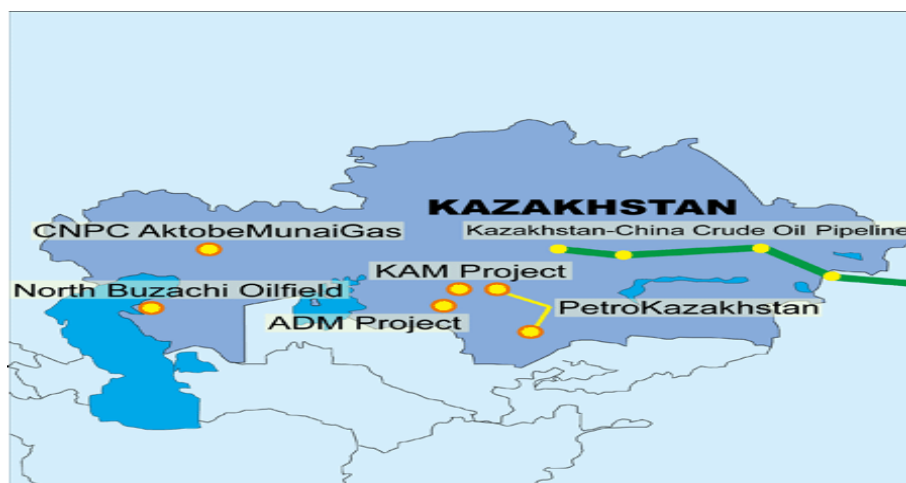 KAZAKHSTAN
CNPC AktobeMunaiGas
Kazakhstan-China Crude Oil Pipeline
KAM Project
North Buzachi Oilfield
PetroKazakhstan
ADM Project